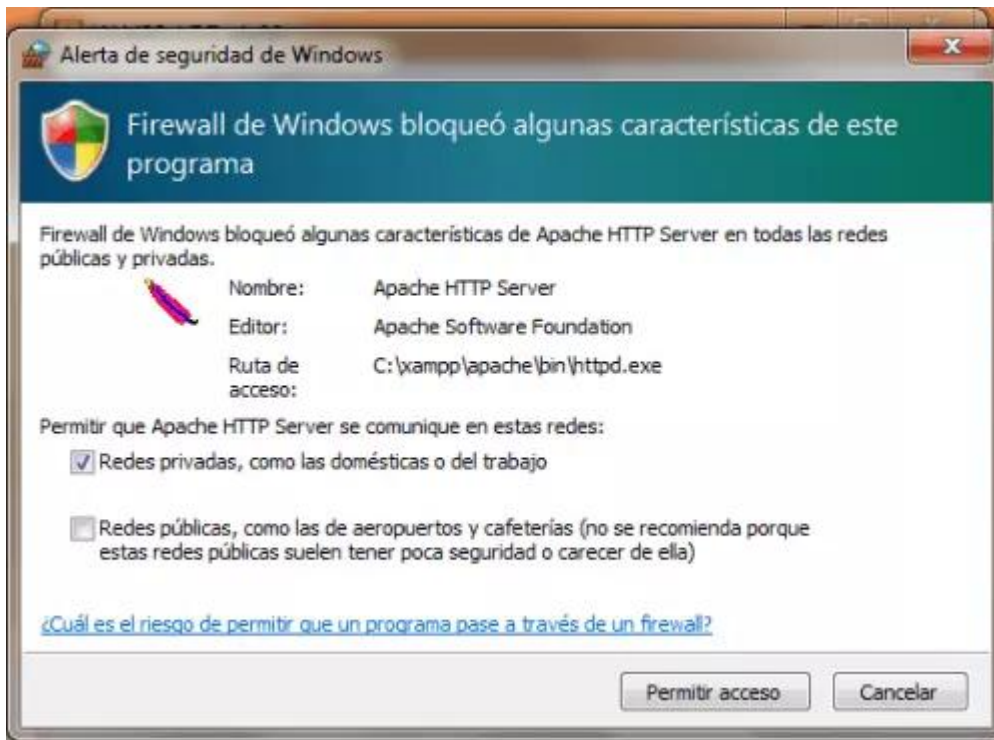 Alerta de seguridad de Windows
Firewall de Windows bloqueó algunas características de este
programa
Firewall de Windows bloqueó algunas características de Apache HTTP Server en todas las redes
públicas y privadas.
Nombre: Apache HTTP Server
Editor: Apache Software Foundation
Ruta de acceso: C:\xampp\apache\bin\httpd.exe
Permitir que Apache HTTP Server se comunique en estas redes:
Redes privadas, como las domésticas o del trabajo
Redes públicas, como las de aeropuertos y cafeterías (no se recomienda porque
estas redes públicas suelen tener poca seguridad o carecer de ella)
¿Cuál es el riesgo de permitir que un programa pase a través de un firewall?
Permitir acceso Cancelar